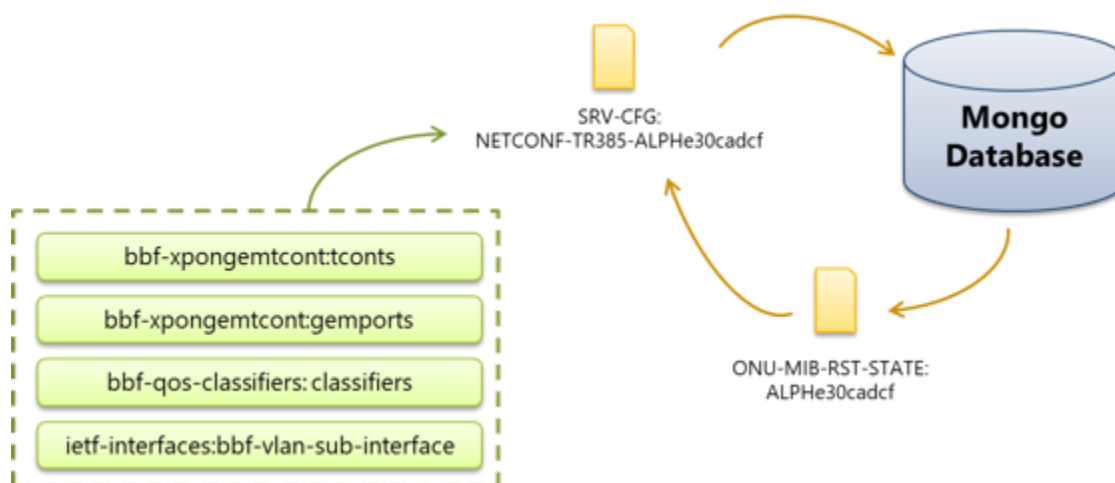 SRV-CFG:
NETCONF-TR385-ALPHe30cadcf
Mongo
Database
bbf-xpongemtcont:tconts
bbf-xpongemtcont:gemports
bbf-qos-classifiers: classifiers
ietf-interfaces:bbf-vlan-sub-interface
ONU-MIB-RST-STATE:
ALPHe30cadcf